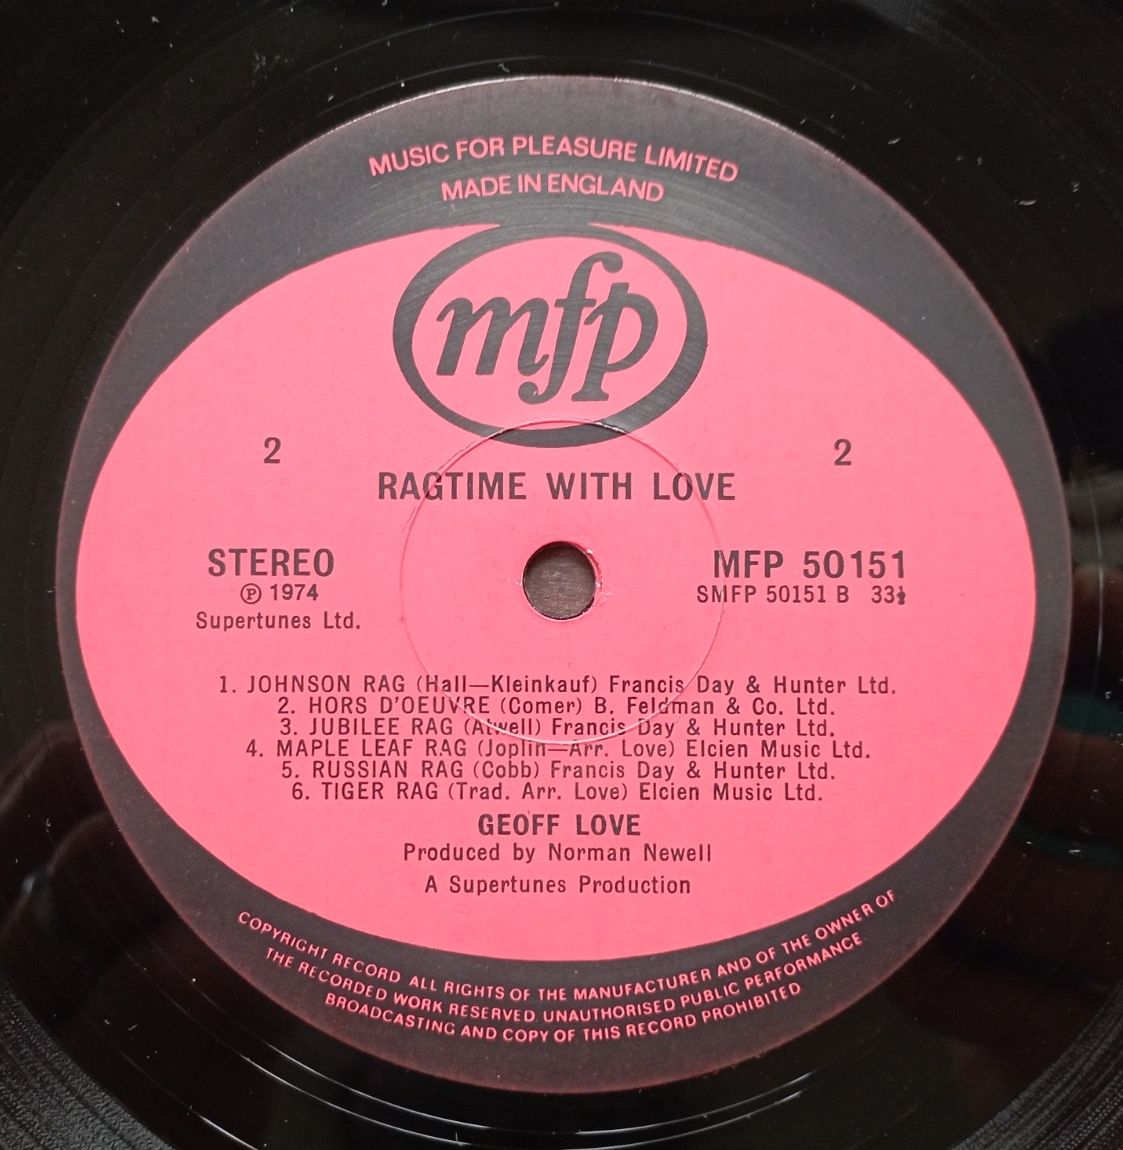 MUSIC FOR PLEASURE LIMITED
MADE IN ENGLAND
mfp
2 2
RAGTIME WITH LOVE
STEREO MFP 50151
℗ 1974 SMFP 50151 B 33⅓
Supertunes Ltd.
1. JOHNSON RAG (Hall—Kleinkauf) Francis Day & Hunter Ltd.
2. HORS D'OEUVRE (Comer) B. Feldman & Co. Ltd.
3. JUBILEE RAG (Atwell) Francis Day & Hunter Ltd.
4. MAPLE LEAF RAG (Joplin—Arr. Love) Elcien Music Ltd.
5. RUSSIAN RAG (Cobb) Francis Day & Hunter Ltd.
6. TIGER RAG (Trad. Arr. Love) Elcien Music Ltd.
GEOFF LOVE
Produced by Norman Newell
A Supertunes Production
COPYRIGHT RECORD ALL RIGHTS OF THE MANUFACTURER AND OF THE OWNER OF
THE RECORDED WORK RESERVED. UNAUTHORISED PUBLIC PERFORMANCE
BROADCASTING AND COPY OF THIS RECORD PROHIBITED